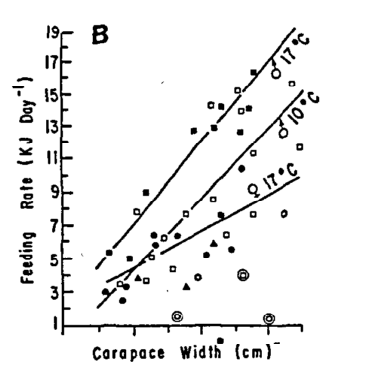 B
19
17
15
13
11
9
7
5
3
1
Feeding Rate (KJ Day⁻¹)
♂ 17°C
♂ 10°C
♀ 17°C
Carapace Width (cm)